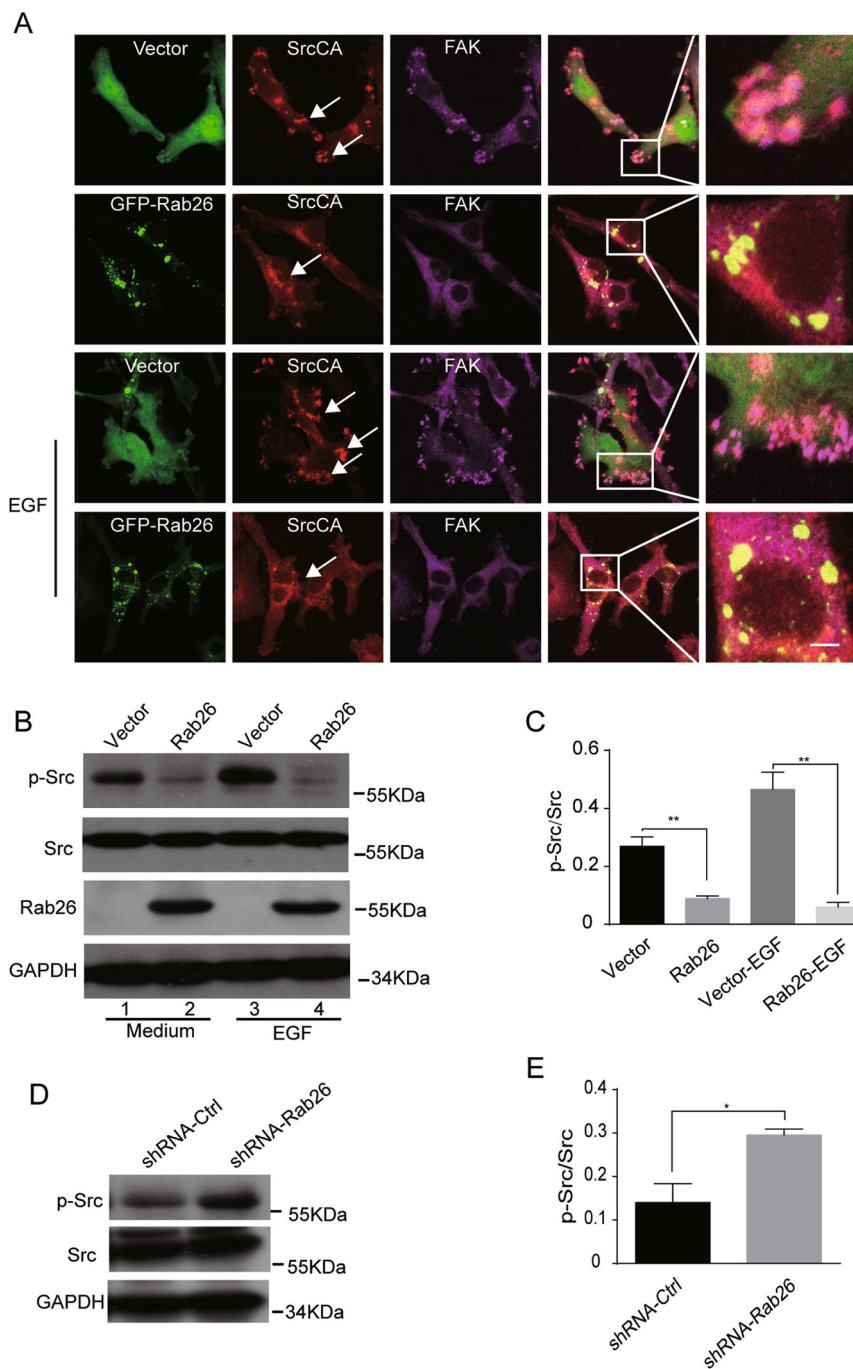 A
Vector SrcCA FAK
GFP-Rab26 SrcCA FAK
Vector SrcCA FAK
EGF
GFP-Rab26 SrcCA FAK
B
Vector Rab26 Vector Rab26
p-Src
55KDa
Src
55KDa
Rab26
55KDa
GAPDH
34KDa
1 2 3 4
Medium EGF
C
p-Src/Src
0.6
0.4
0.2
0
** **
Vector Rab26 Vector-EGF Rab26-EGF
D
shRNA-Ctrl shRNA-Rab26
p-Src
55KDa
Src
55KDa
GAPDH
34KDa
E
p-Src/Src
0.4
0.3
0.2
0.1
0
*
shRNA-Ctrl shRNA-Rab26